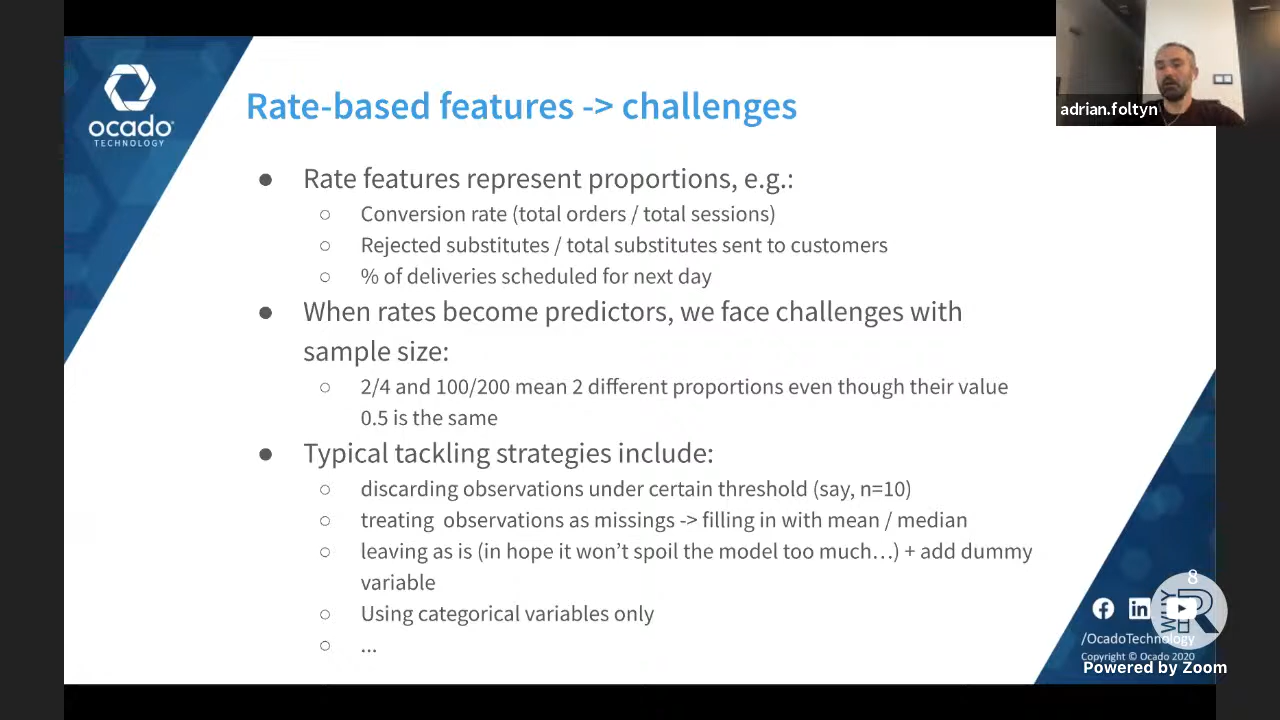 ocado
TECHNOLOGY
Rate-based features -> challenges
adrian.foltyn
● Rate features represent proportions, e.g.:
○ Conversion rate (total orders / total sessions)
○ Rejected substitutes / total substitutes sent to customers
○ % of deliveries scheduled for next day
● When rates become predictors, we face challenges with
sample size:
○ 2/4 and 100/200 mean 2 different proportions even though their value
0.5 is the same
● Typical tackling strategies include:
○ discarding observations under certain threshold (say, n=10)
○ treating observations as missings -> filling in with mean / median
○ leaving as is (in hope it won't spoil the model too much…) + add dummy
variable
○ Using categorical variables only
○ ...
8
WHY R
/OcadoTechnology
Copyright © Ocado 2020
Powered by Zoom